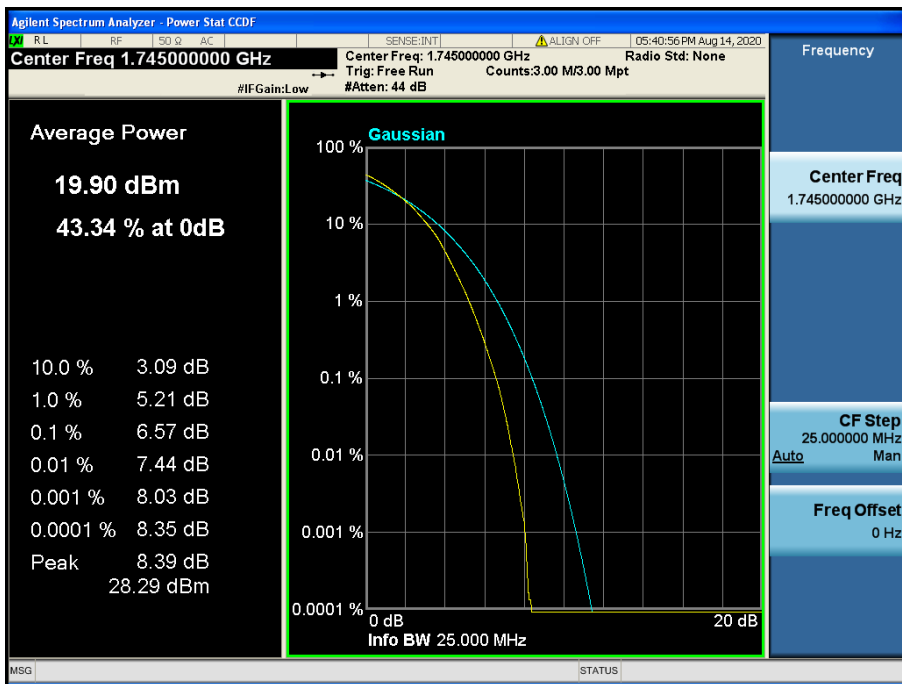 Agilent Spectrum Analyzer - Power Stat CCDF
LXI RL RF 50 Ω AC SENSE:INT ALIGN OFF 05:40:56 PM Aug 14, 2020
Center Freq 1.745000000 GHz
Center Freq: 1.745000000 GHz Radio Std: None
Trig: Free Run Counts:3.00 M/3.00 Mpt
#IFGain:Low #Atten: 44 dB
Average Power
19.90 dBm
43.34 % at 0dB
10.0 % 3.09 dB
1.0 % 5.21 dB
0.1 % 6.57 dB
0.01 % 7.44 dB
0.001 % 8.03 dB
0.0001 % 8.35 dB
Peak 8.39 dB
28.29 dBm
Gaussian
100 %
10 %
1 %
0.1 %
0.01 %
0.001 %
0.0001 %
0 dB 20 dB
Info BW 25.000 MHz
Frequency
Center Freq
1.745000000 GHz
CF Step
25.000000 MHz
Auto Man
Freq Offset
0 Hz
MSG STATUS